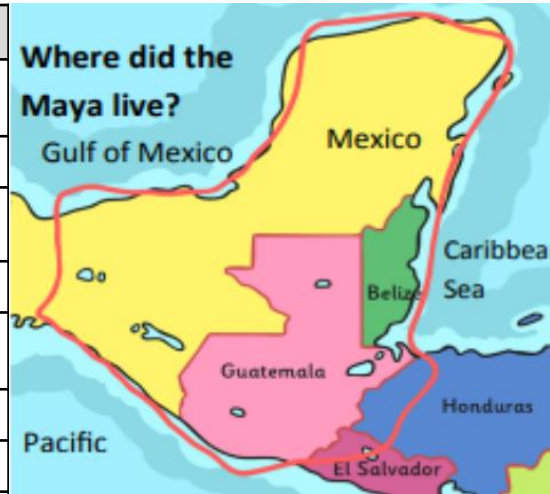 Where did the
Maya live?
Gulf of Mexico
Mexico
Caribbea
Sea
Belize
Guatemala
Honduras
Pacific
El Salvador